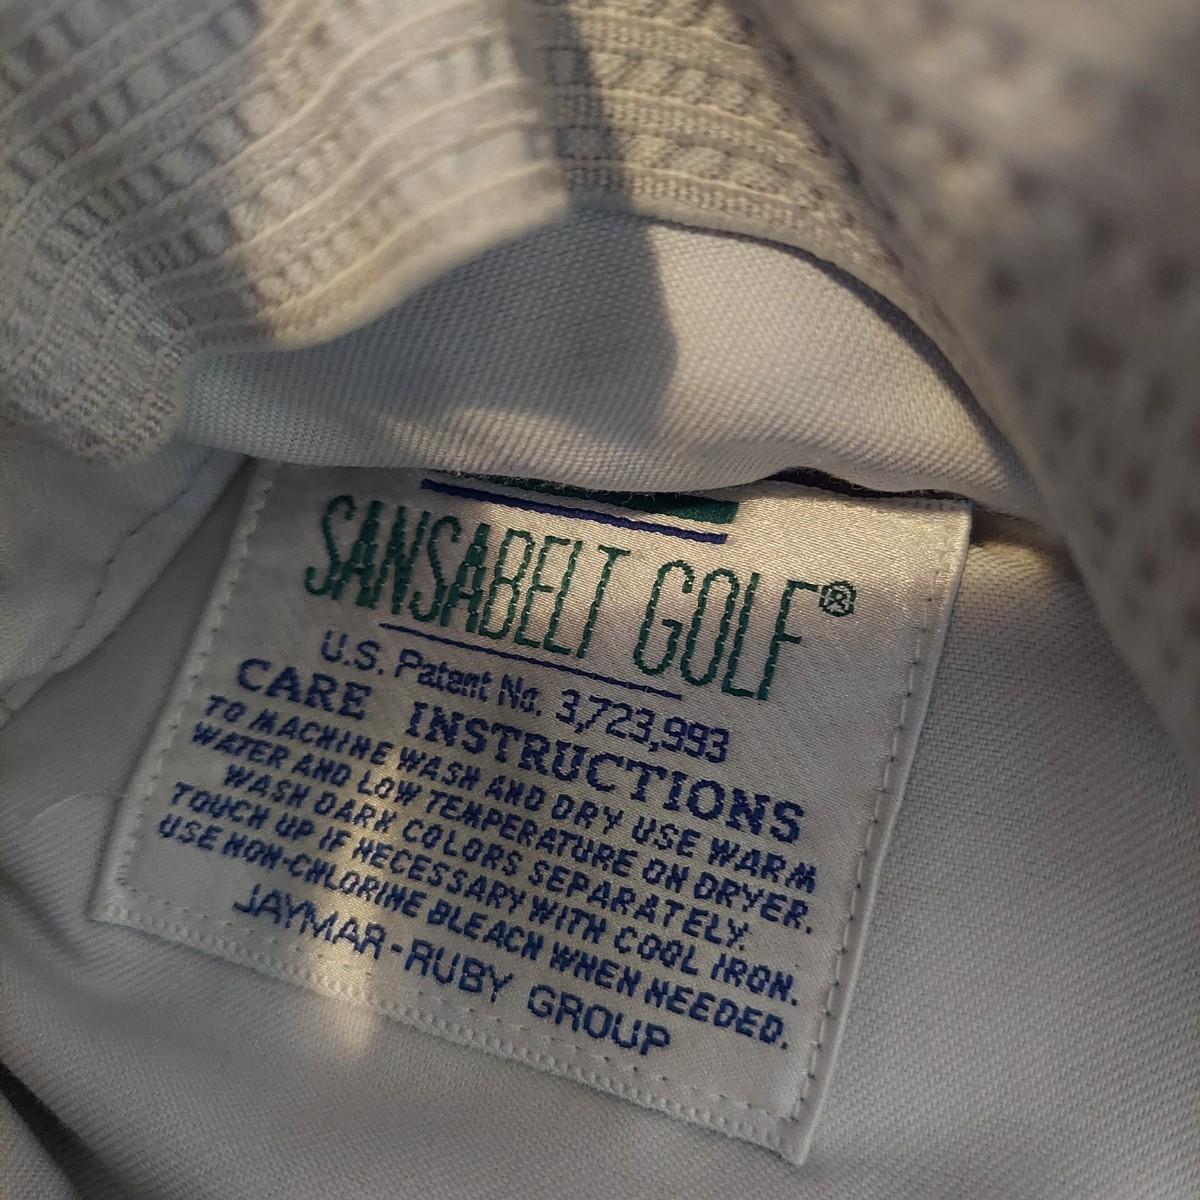 SANSABELT GOLF®
U.S. Patent No. 3,723,993
CARE INSTRUCTIONS
TO MACHINE WASH AND DRY USE WARM
WATER AND LOW TEMPERATURE ON DRYER.
WASH DARK COLORS SEPARATELY.
TOUCH UP IF NECESSARY WITH COOL IRON.
USE NON-CHLORINE BLEACH WHEN NEEDED.
JAYMAR-RUBY GROUP